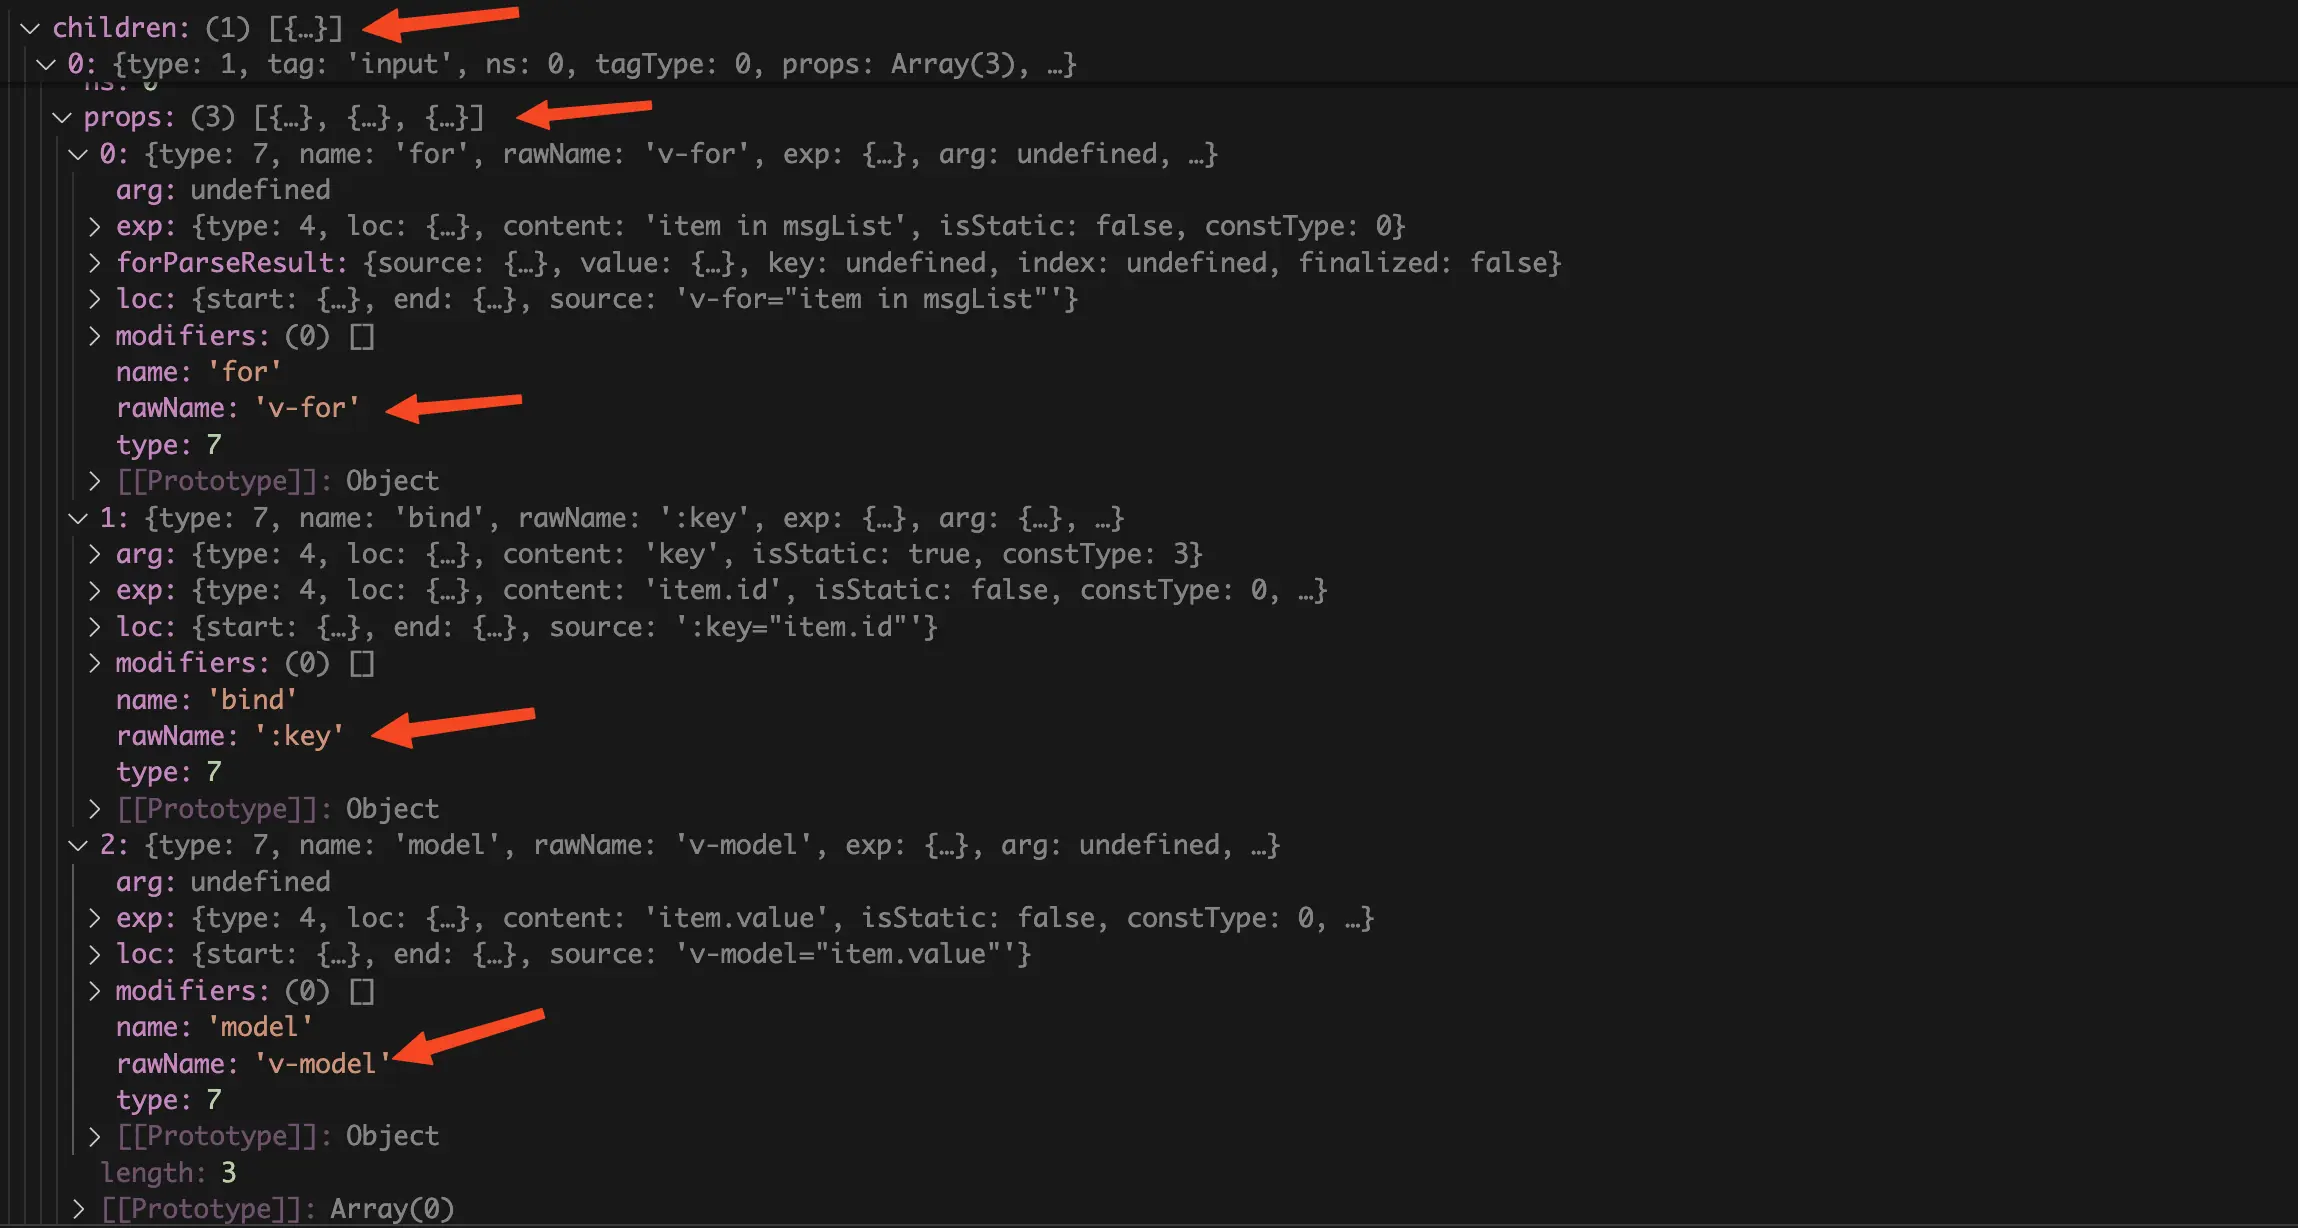 children: (1) [{…}]
0: {type: 1, tag: 'input', ns: 0, tagType: 0, props: Array(3), …}
ns: 0
props: (3) [{…}, {…}, {…}]
0: {type: 7, name: 'for', rawName: 'v-for', exp: {…}, arg: undefined, …}
arg: undefined
exp: {type: 4, loc: {…}, content: 'item in msgList', isStatic: false, constType: 0}
forParseResult: {source: {…}, value: {…}, key: undefined, index: undefined, finalized: false}
loc: {start: {…}, end: {…}, source: 'v-for="item in msgList"'}
modifiers: (0) []
name: 'for'
rawName: 'v-for'
type: 7
[[Prototype]]: Object
1: {type: 7, name: 'bind', rawName: ':key', exp: {…}, arg: {…}, …}
arg: {type: 4, loc: {…}, content: 'key', isStatic: true, constType: 3}
exp: {type: 4, loc: {…}, content: 'item.id', isStatic: false, constType: 0, …}
loc: {start: {…}, end: {…}, source: ':key="item.id"'}
modifiers: (0) []
name: 'bind'
rawName: ':key'
type: 7
[[Prototype]]: Object
2: {type: 7, name: 'model', rawName: 'v-model', exp: {…}, arg: undefined, …}
arg: undefined
exp: {type: 4, loc: {…}, content: 'item.value', isStatic: false, constType: 0, …}
loc: {start: {…}, end: {…}, source: 'v-model="item.value"'}
modifiers: (0) []
name: 'model'
rawName: 'v-model'
type: 7
[[Prototype]]: Object
length: 3
[[Prototype]]: Array(0)